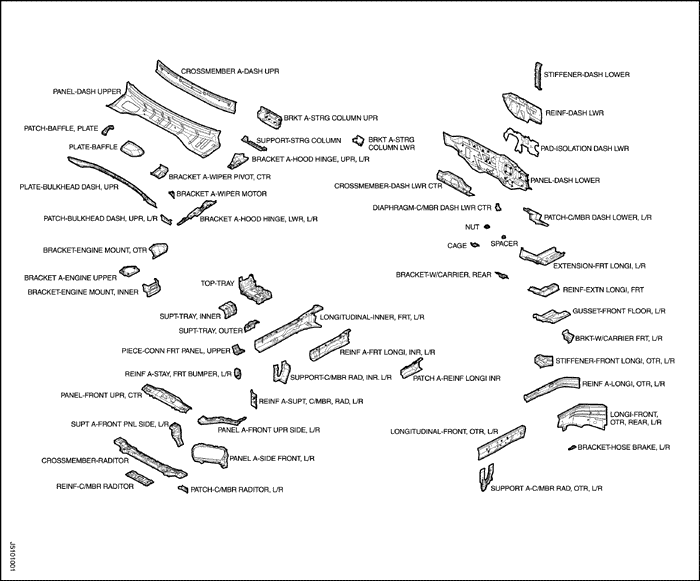 CROSSMEMBER A-DASH UPR
PANEL-DASH UPPER
BRKT A-STRG COLUMN UPR
PATCH-BAFFLE, PLATE
SUPPORT-STRG COLUMN
BRKT A-STRG
COLUMN LWR
PLATE-BAFFLE
BRACKET A-HOOD HINGE, UPR, L/R
BRACKET A-WIPER PIVOT, CTR
PLATE-BULKHEAD DASH, UPR
BRACKET A-WIPER MOTOR
PATCH-BULKHEAD DASH, UPR, L/R
BRACKET A-HOOD HINGE, LWR, L/R
BRACKET-ENGINE MOUNT, OTR
BRACKET A-ENGINE UPPER
BRACKET-ENGINE MOUNT, INNER
TOP-TRAY
SUPT-TRAY, INNER
LONGITUDINAL-INNER, FRT, L/R
SUPT-TRAY, OUTER
PIECE-CONN FRT PANEL, UPPER
REINF A-FRT LONGI, INR, L/R
REINF A-STAY, FRT BUMPER, L/R
SUPPORT-C/MBR RAD, INR, L/R
PATCH A-REINF LONGI INR
PANEL-FRONT UPR, CTR
REINF A-SUPT, C/MBR, RAD, L/R
SUPT A-FRONT PNL SIDE, L/R
PANEL A-FRONT UPR SIDE, L/R
CROSSMEMBER-RADITOR
PANEL A-SIDE FRONT, L/R
REINF-C/MBR RADITOR
PATCH-C/MBR RADITOR, L/R
STIFFENER-DASH LOWER
REINF-DASH LWR
PAD-ISOLATION DASH LWR
PANEL-DASH LOWER
CROSSMEMBER-DASH LWR CTR
DIAPHRAGM-C/MBR DASH LWR CTR
PATCH-C/MBR DASH LOWER, L/R
NUT
CAGE
SPACER
EXTENSION-FRT LONGI, L/R
BRACKET-W/CARRIER, REAR
REINF-EXTN LONGI, FRT
GUSSET-FRONT FLOOR, L/R
BRKT-W/CARRIER FRT, L/R
STIFFENER-FRONT LONGI, OTR, L/R
REINF A-LONGI, OTR, L/R
LONGI-FRONT,
OTR, REAR, L/R
LONGITUDINAL-FRONT, OTR, L/R
BRACKET-HOSE BRAKE, L/R
SUPPORT A-C/MBR RAD, OTR, L/R
JS101001